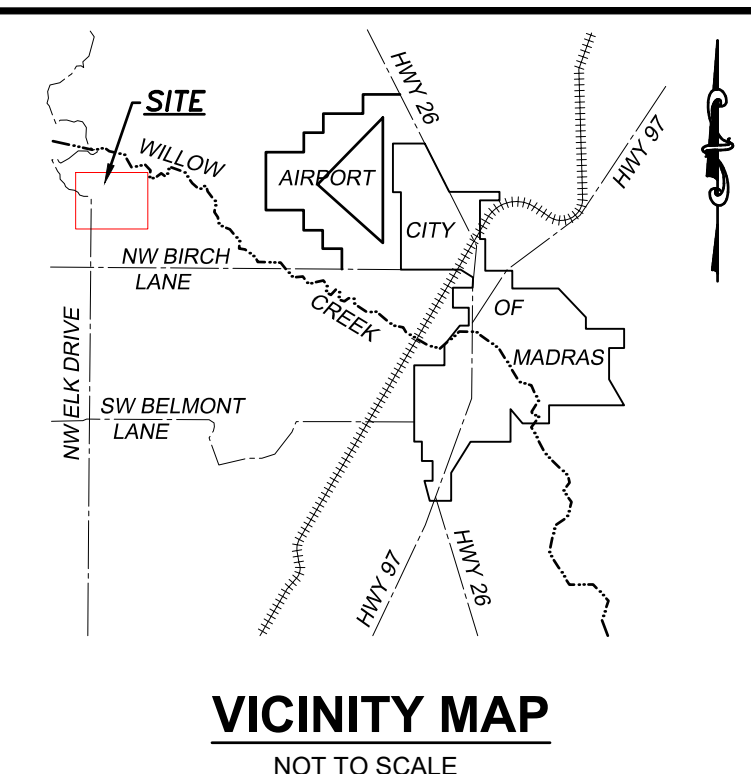 HWY 26
SITE
HWY 97
WILLOW
AIRPORT
CITY
NW BIRCH
LANE
CREEK
OF
MADRAS
NW ELK DRIVE
SW BELMONT
LANE
HWY 97
HWY 26
VICINITY MAP
NOT TO SCALE